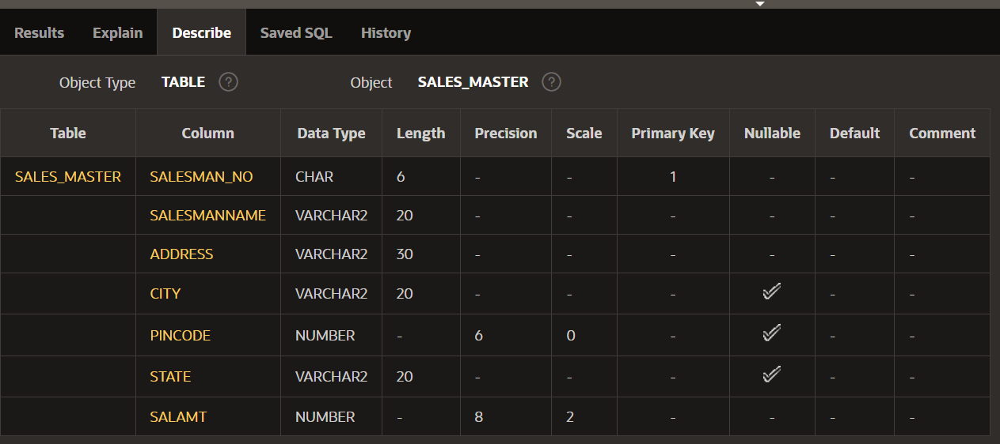 Results Explain Describe Saved SQL History
Object Type TABLE ? Object SALES_MASTER ?
Table Column Data Type Length Precision Scale Primary Key Nullable Default Comment
SALES_MASTER SALESMAN_NO CHAR 6 - - 1 - - -
SALESMANNAME VARCHAR2 20 - - - - - -
ADDRESS VARCHAR2 30 - - - - - -
CITY VARCHAR2 20 - - - - -
PINCODE NUMBER - 6 0 - - -
STATE VARCHAR2 20 - - - - -
SALAMT NUMBER - 8 2 - - - -